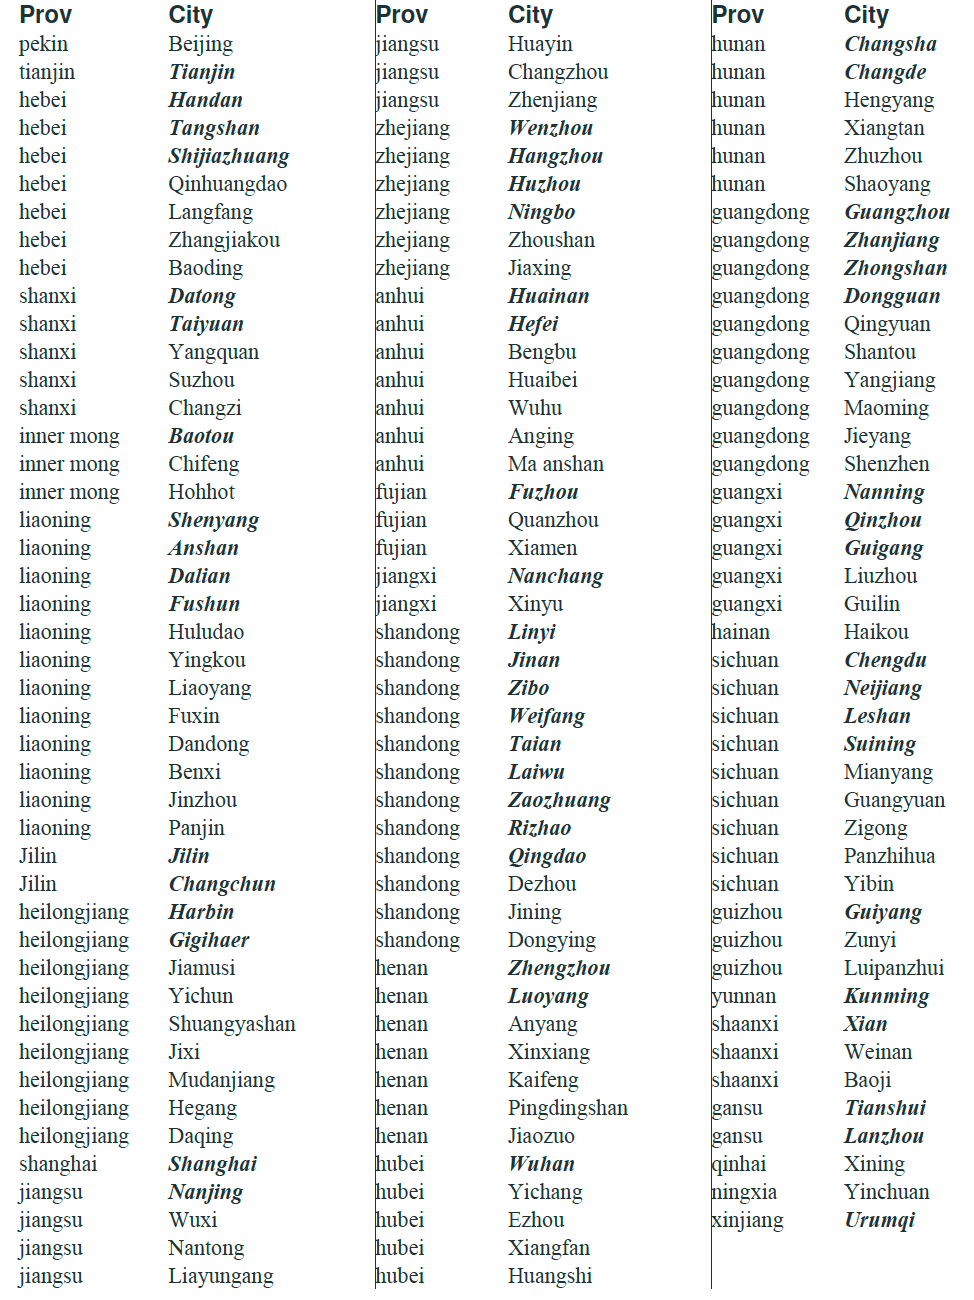 Prov City Prov City Prov City
pekin Beijing jiangsu Huayin hunan Changsha
tianjin Tianjin jiangsu Changzhou hunan Changde
hebei Handan jiangsu Zhenjiang hunan Hengyang
hebei Tangshan zhejiang Wenzhou hunan Xiangtan
hebei Shijiazhuang zhejiang Hangzhou hunan Zhuzhou
hebei Qinhuangdao zhejiang Huzhou hunan Shaoyang
hebei Langfang zhejiang Ningbo guangdong Guangzhou
hebei Zhangjiakou zhejiang Zhoushan guangdong Zhanjiang
hebei Baoding zhejiang Jiaxing guangdong Zhongshan
shanxi Datong anhui Huainan guangdong Dongguan
shanxi Taiyuan anhui Hefei guangdong Qingyuan
shanxi Yangquan anhui Bengbu guangdong Shantou
shanxi Suzhou anhui Huaibei guangdong Yangjiang
shanxi Changzi anhui Wuhu guangdong Maoming
inner mong Baotou anhui Anging guangdong Jieyang
inner mong Chifeng anhui Ma anshan guangdong Shenzhen
inner mong Hohhot fujian Fuzhou guangxi Nanning
liaoning Shenyang fujian Quanzhou guangxi Qinzhou
liaoning Anshan fujian Xiamen guangxi Guigang
liaoning Dalian jiangxi Nanchang guangxi Liuzhou
liaoning Fushun jiangxi Xinyu guangxi Guilin
liaoning Huludao shandong Linyi hainan Haikou
liaoning Yingkou shandong Jinan sichuan Chengdu
liaoning Liaoyang shandong Zibo sichuan Neijiang
liaoning Fuxin shandong Weifang sichuan Leshan
liaoning Dandong shandong Taian sichuan Suining
liaoning Benxi shandong Laiwu sichuan Mianyang
liaoning Jinzhou shandong Zaozhuang sichuan Guangyuan
liaoning Panjin shandong Rizhao sichuan Zigong
Jilin Jilin shandong Qingdao sichuan Panzhihua
Jilin Changchun shandong Dezhou sichuan Yibin
heilongjiang Harbin shandong Jining guizhou Guiyang
heilongjiang Gigihaer shandong Dongying guizhou Zunyi
heilongjiang Jiamusi henan Zhengzhou guizhou Luipanzhui
heilongjiang Yichun henan Luoyang yunnan Kunming
heilongjiang Shuangyashan henan Anyang shaanxi Xian
heilongjiang Jixi henan Xinxiang shaanxi Weinan
heilongjiang Mudanjiang henan Kaifeng shaanxi Baoji
heilongjiang Hegang henan Pingdingshan gansu Tianshui
heilongjiang Daqing henan Jiaozuo gansu Lanzhou
shanghai Shanghai hubei Wuhan qinhai Xining
jiangsu Nanjing hubei Yichang ningxia Yinchuan
jiangsu Wuxi hubei Ezhou xinjiang Urumqi
jiangsu Nantong hubei Xiangfan
jiangsu Liayungang hubei Huangshi